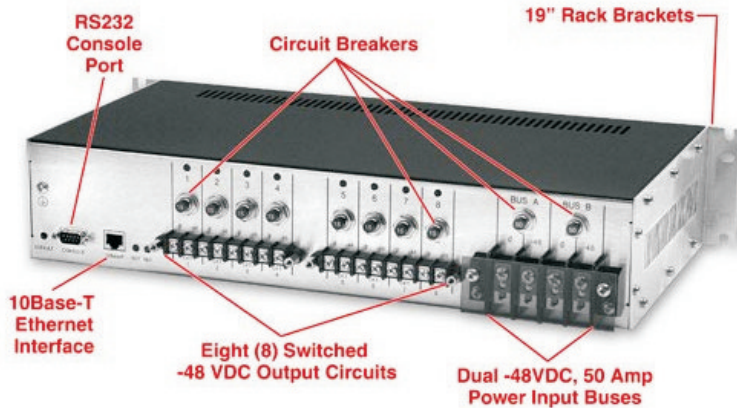 RS232
Console
Port
Circuit Breakers
19” Rack Brackets
1 2 3 4
5 6 7 8
BUS A BUS B
10Base-T
Ethernet
Interface
Eight (8) Switched
-48 VDC Output Circuits
Dual -48VDC, 50 Amp
Power Input Buses